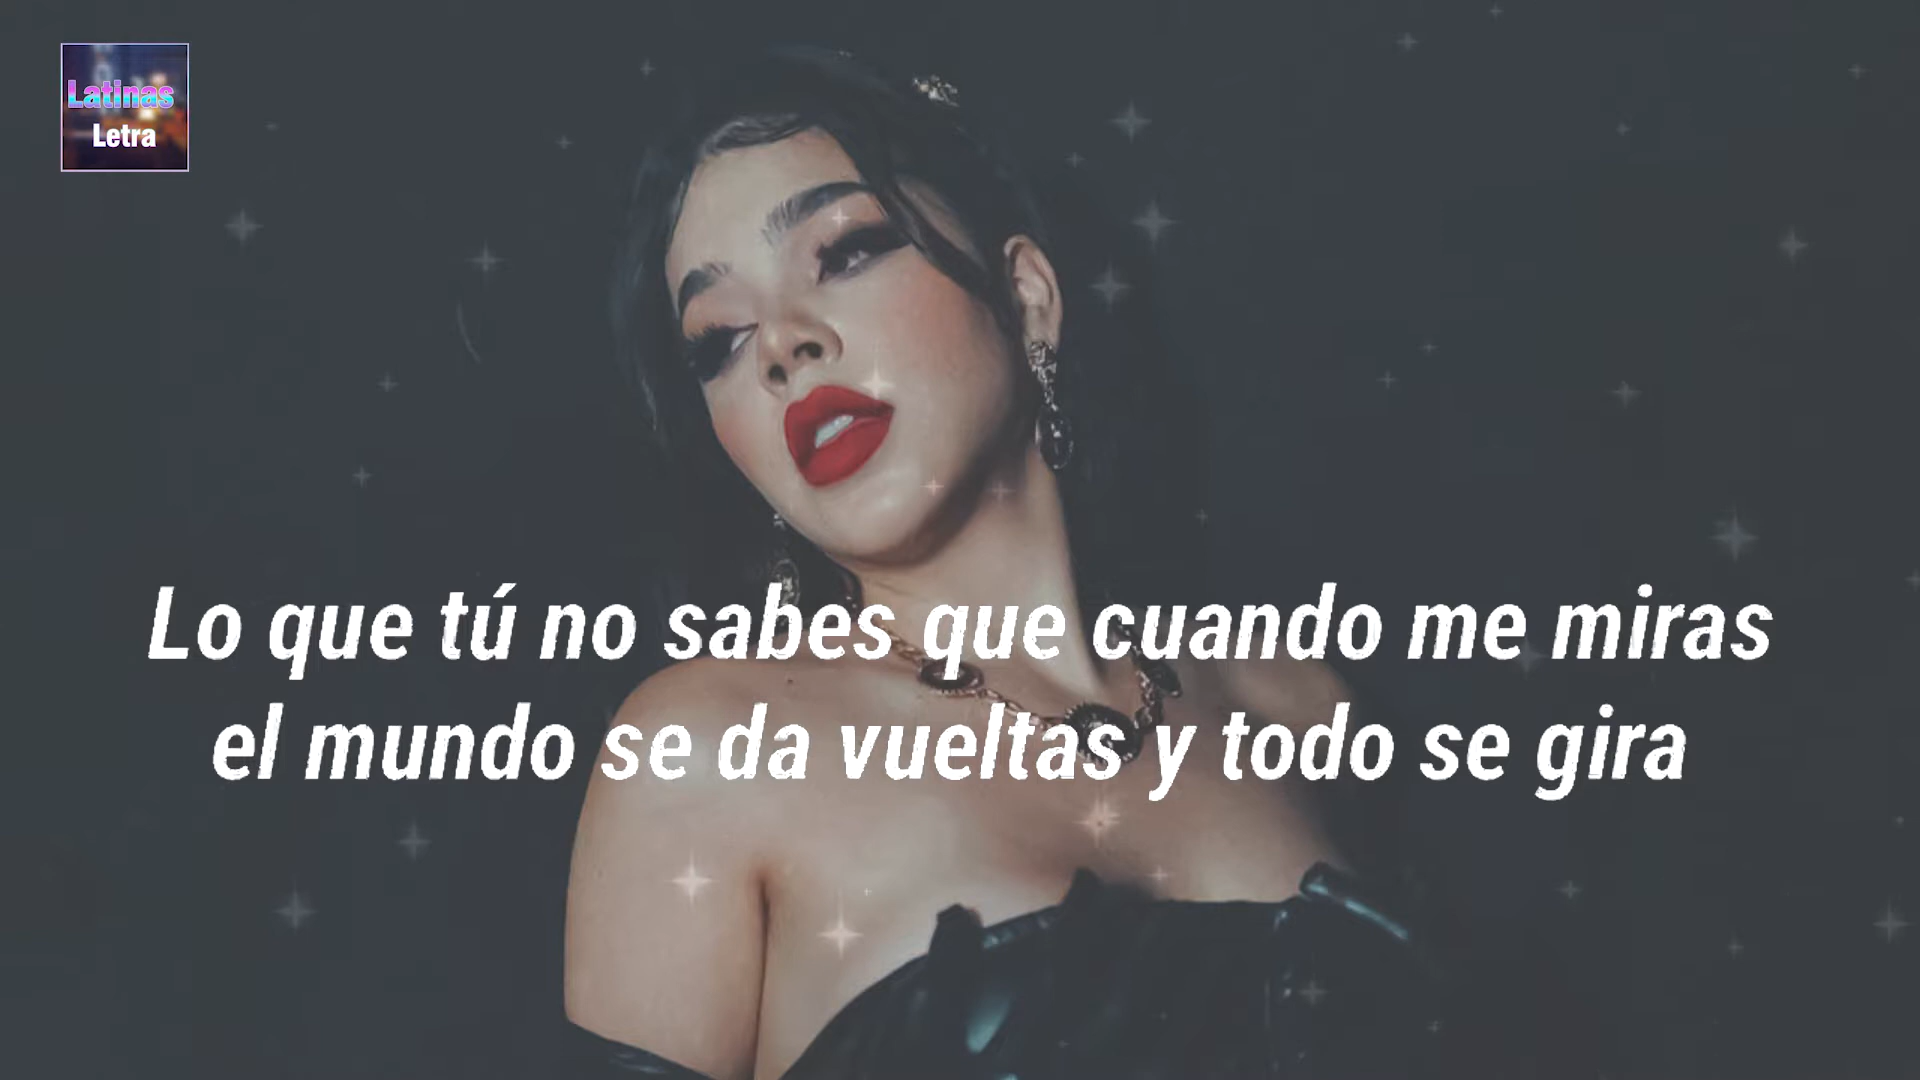 Latinas
Letra
Lo que tú no sabes que cuando me miras
el mundo se da vueltas y todo se gira